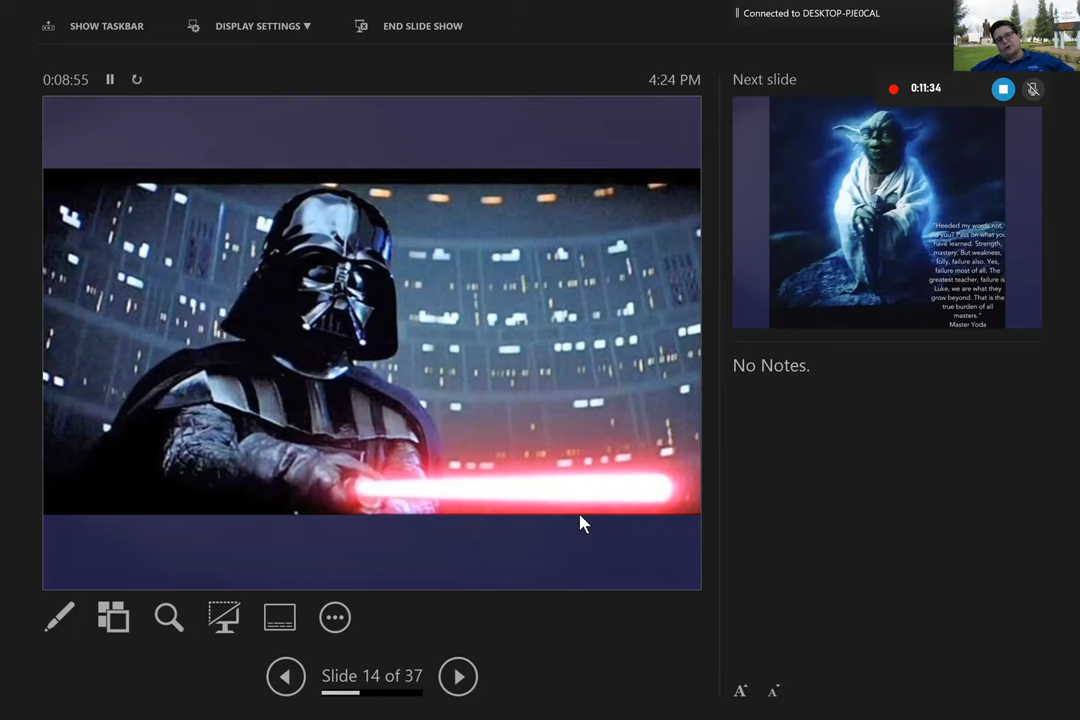 SHOW TASKBAR
DISPLAY SETTINGS ▼
END SLIDE SHOW
Connected to DESKTOP-PJE0CAL
0:08:55
4:24 PM
Next slide
0:11:34
"Heeded my words not,
did you? Pass on what you
have learned. Strength,
mastery. But weakness,
folly, failure also. Yes,
failure most of all. The
greatest teacher, failure is.
Luke, we are what they
grow beyond. That is the
true burden of all
masters."
Master Yoda
No Notes.
Slide 14 of 37
A
A